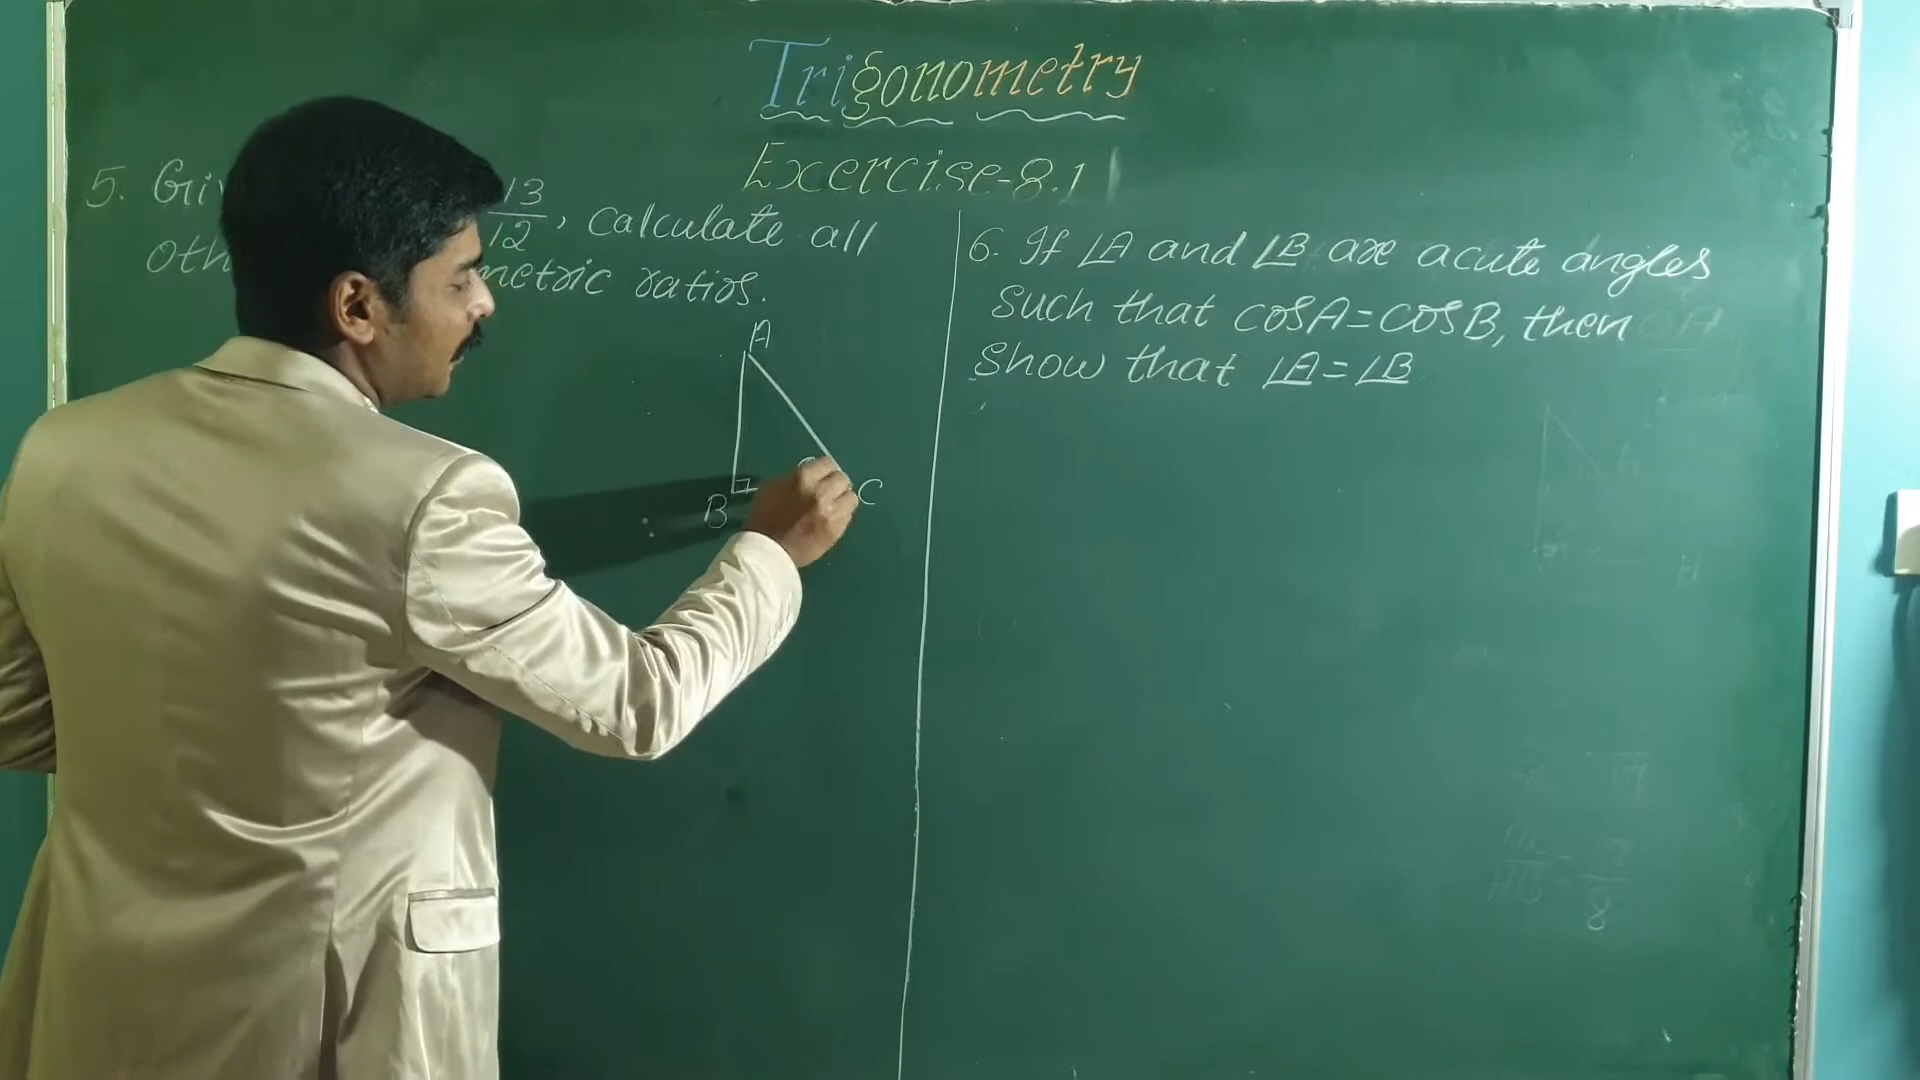 Trigonometry
Exercise-8.1
5. Gi
13
12
, calculate all
oth metric ratios.
A
B
C
6. If ∠A and ∠B are acute angles
such that cosA=cosB, then
show that ∠A=∠B